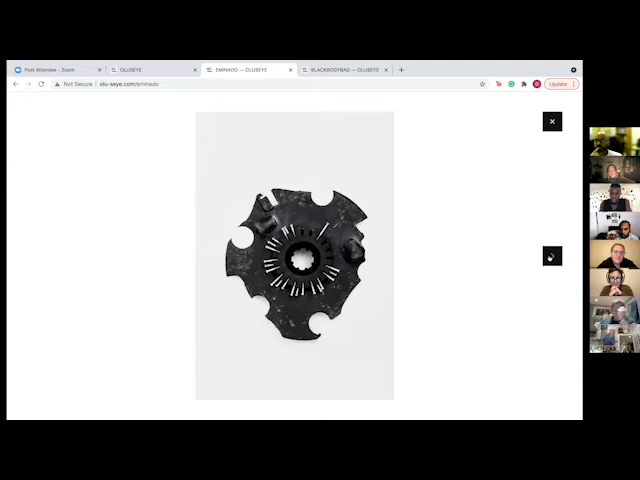 Post Attendee - Zoom
OLUSEYE
EMINADO — OLUSEYE
BLACKBODYBAG — OLUSEYE
Not Secure
olu-seye.com/eminado
Update